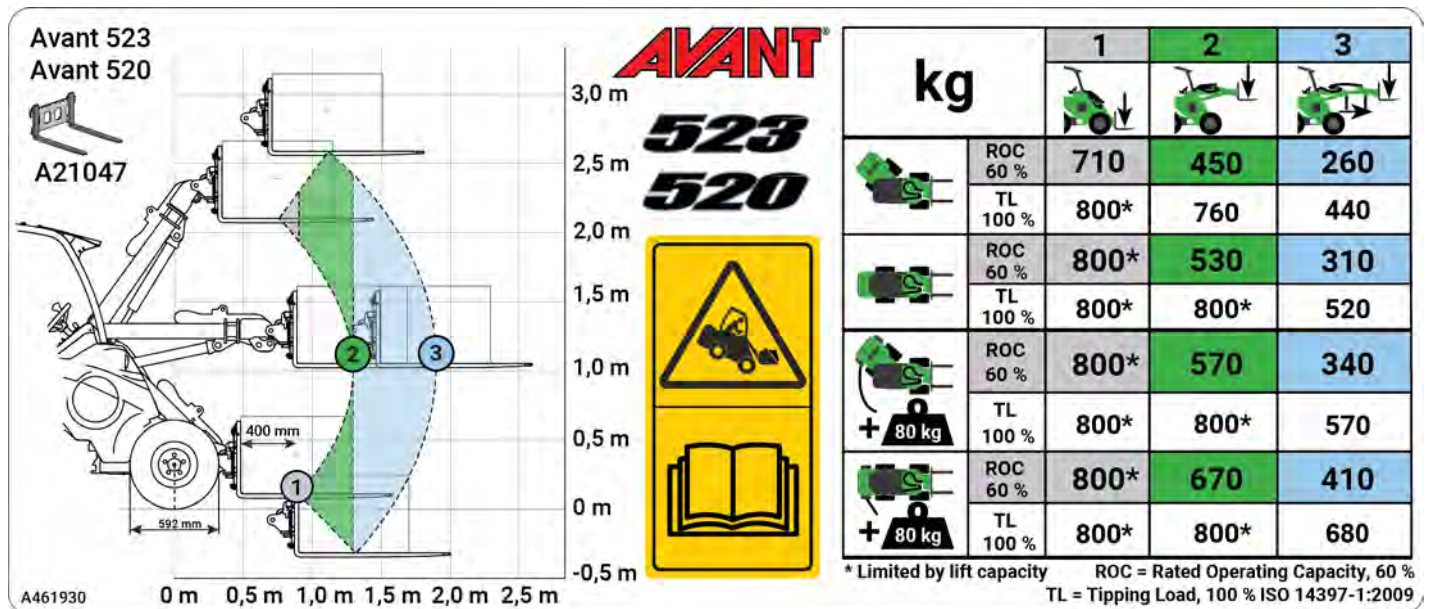 Avant 523
Avant 520
A21047
3,0 m
2,5 m
2,0 m
1,5 m
1,0 m
0,5 m
0 m
-0,5 m
2
3
400 mm
1
592 mm
A461930
0 m 0,5 m 1,0 m 1,5 m 2,0 m 2,5 m
AVANT®
523
520
kg
1 2 3
ROC 60 % 710 450 260
TL 100 % 800* 760 440
ROC 60 % 800* 530 310
TL 100 % 800* 800* 520
ROC 60 % 800* 570 340
+ 80 kg
TL 100 % 800* 800* 570
ROC 60 % 800* 670 410
+ 80 kg
TL 100 % 800* 800* 680
* Limited by lift capacity ROC = Rated Operating Capacity, 60 %
TL = Tipping Load, 100 % ISO 14397-1:2009